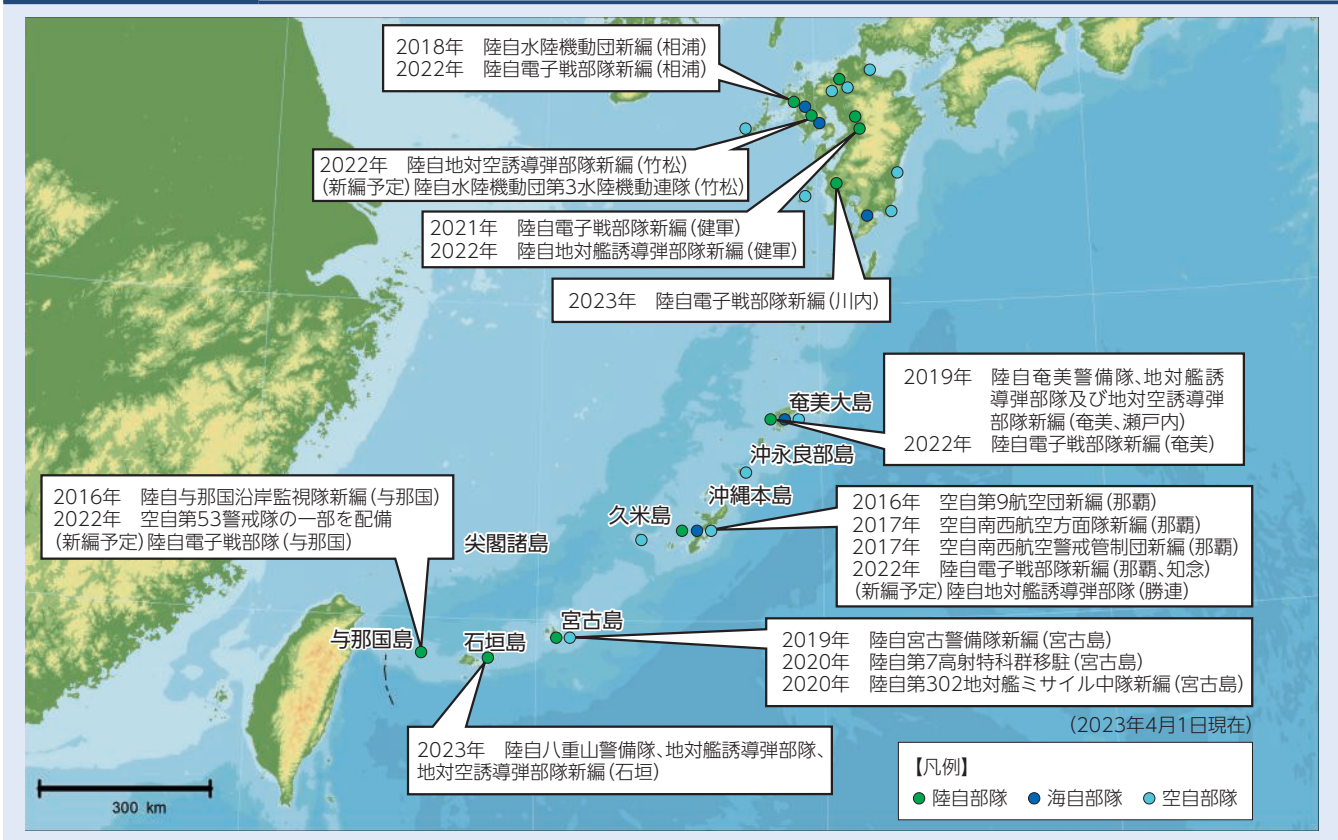 2018年 陸自水陸機動団新編(相浦)
2022年 陸自電子戦部隊新編(相浦)
2022年 陸自地対空誘導弾部隊新編(竹松)
(新編予定)陸自水陸機動団第3水陸機動連隊(竹松)
2021年 陸自電子戦部隊新編(健軍)
2022年 陸自地対艦誘導弾部隊新編(健軍)
2023年 陸自電子戦部隊新編(川内)
2019年 陸自奄美警備隊、地対艦誘
導弾部隊及び地対空誘導弾
部隊新編(奄美、瀬戸内)
2022年 陸自電子戦部隊新編(奄美)
奄美大島
沖永良部島
沖縄本島
久米島
尖閣諸島
2016年 陸自与那国沿岸監視隊新編(与那国)
2022年 空自第53警戒隊の一部を配備
(新編予定)陸自電子戦部隊(与那国)
2016年 空自第9航空団新編(那覇)
2017年 空自南西航空方面隊新編(那覇)
2017年 空自南西航空警戒管制団新編(那覇)
2022年 陸自電子戦部隊新編(那覇、知念)
(新編予定)陸自地対艦誘導弾部隊(勝連)
与那国島
石垣島
宮古島
2019年 陸自宮古警備隊新編(宮古島)
2020年 陸自第7高射特科群移駐(宮古島)
2020年 陸自第302地対艦ミサイル中隊新編(宮古島)
2023年 陸自八重山警備隊、地対艦誘導弾部隊、
地対空誘導弾部隊新編(石垣)
(2023年4月1日現在)
【凡例】
陸自部隊 海自部隊 空自部隊
300 km